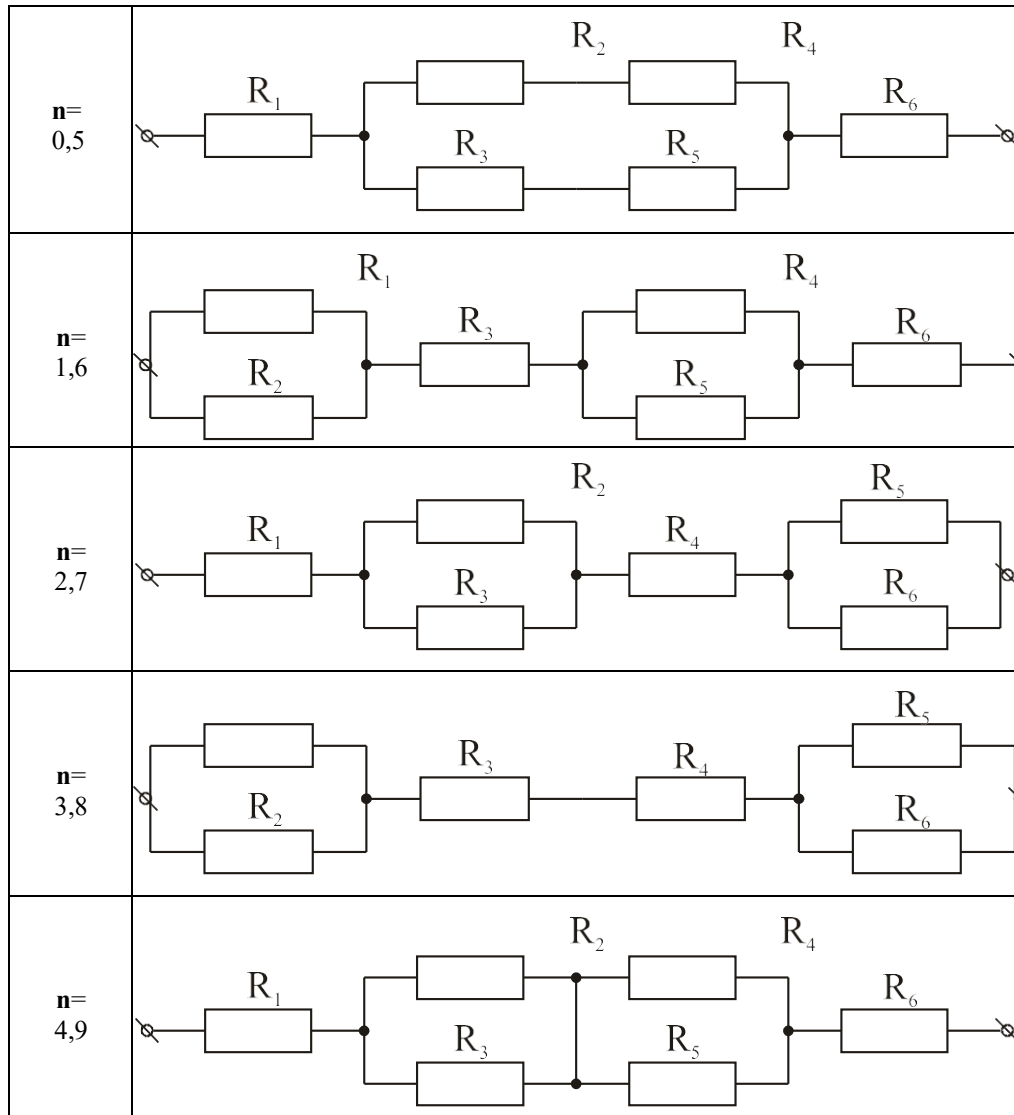 R₂ R₄
R₁ R₆
n=
0,5
R₃ R₅
R₁ R₄
R₃ R₆
n=
1,6
R₂ R₅
R₂ R₅
R₁ R₄
n=
2,7
R₃ R₆
R₅
R₃ R₄
n=
3,8
R₂ R₆
R₂ R₄
R₁ R₆
n=
4,9
R₃ R₅